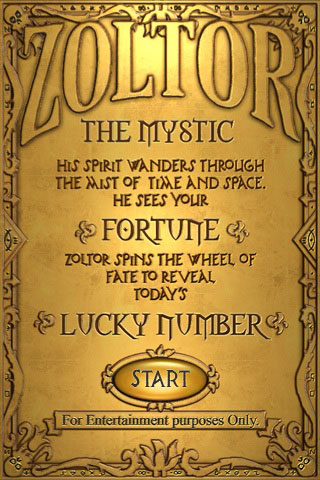 ZOLTOR
THE MYSTIC
HIS SPIRIT WANDERS THROUGH
THE MIST OF TIME AND SPACE.
HE SEES YOUR
FORTUNE
ZOLTOR SPINS THE WHEEL OF
FATE TO REVEAL
TODAY'S
LUCKY NUMBER
START
For Entertainment purposes Only.